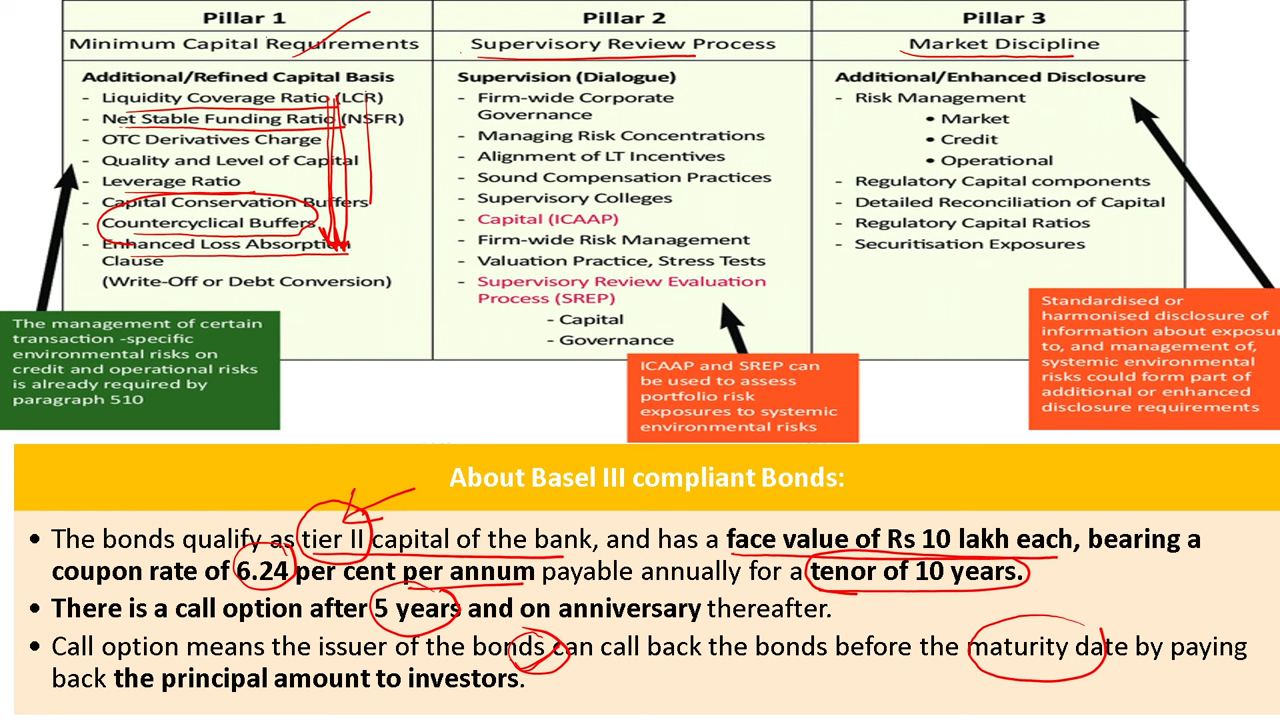 Pillar 1
Minimum Capital Requirements
Additional/Refined Capital Basis
- Liquidity Coverage Ratio (LCR)
- Net Stable Funding Ratio (NSFR)
- OTC Derivatives Charge
- Quality and Level of Capital
- Leverage Ratio
- Capital Conservation Buffers
- Countercyclical Buffers
- Enhanced Loss Absorption
Clause
(Write-Off or Debt Conversion)
Pillar 2
Supervisory Review Process
Supervision (Dialogue)
- Firm-wide Corporate
Governance
- Managing Risk Concentrations
- Alignment of LT Incentives
- Sound Compensation Practices
- Supervisory Colleges
- Capital (ICAAP)
- Firm-wide Risk Management
- Valuation Practice, Stress Tests
- Supervisory Review Evaluation
Process (SREP)
- Capital
- Governance
Pillar 3
Market Discipline
Additional/Enhanced Disclosure
- Risk Management
• Market
• Credit
• Operational
- Regulatory Capital components
- Detailed Reconciliation of Capital
- Regulatory Capital Ratios
- Securitisation Exposures
The management of certain
transaction -specific
environmental risks on
credit and operational risks
is already required by
paragraph 510
ICAAP and SREP can
be used to assess
portfolio risk
exposures to systemic
environmental risks
Standardised or
harmonised disclosure of
information about exposur
to, and management of,
systemic environmental
risks could form part of
additional or enhanced
disclosure requirements
About Basel III compliant Bonds:
• The bonds qualify as tier II capital of the bank, and has a face value of Rs 10 lakh each, bearing a
coupon rate of 6.24 per cent per annum payable annually for a tenor of 10 years.
• There is a call option after 5 years and on anniversary thereafter.
• Call option means the issuer of the bonds can call back the bonds before the maturity date by paying
back the principal amount to investors.